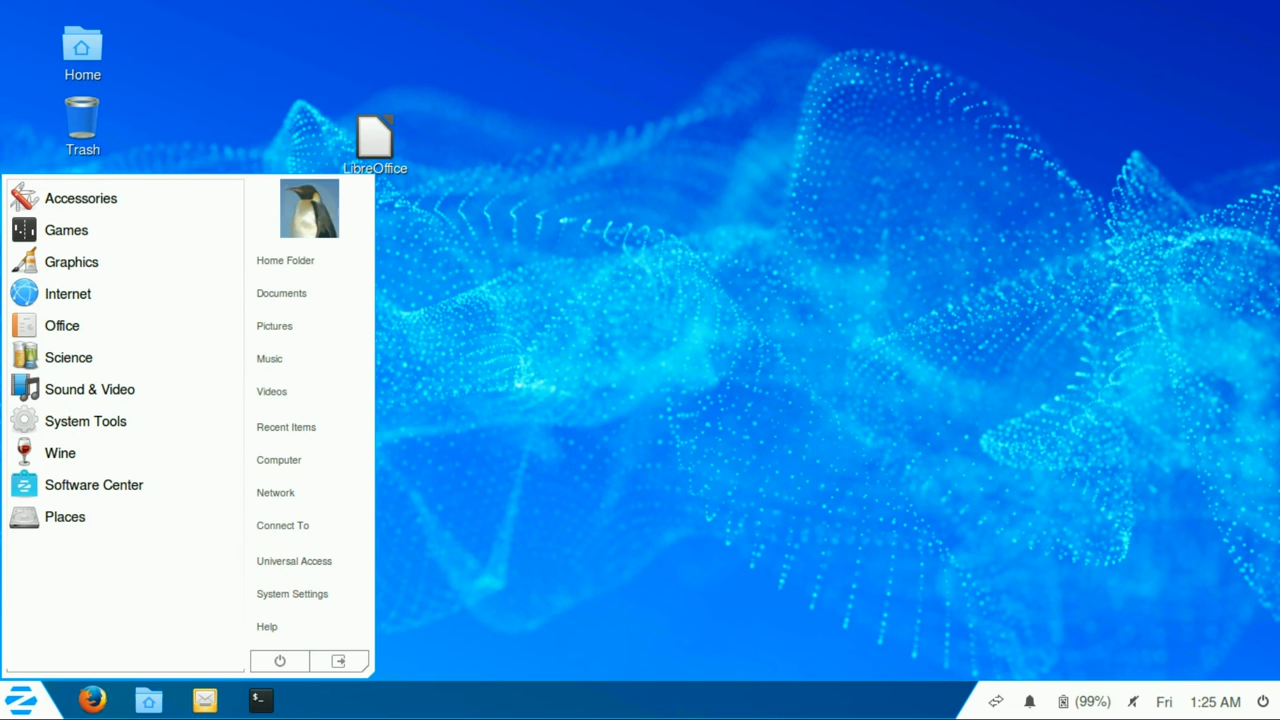 Home
Trash
LibreOffice
Accessories
Games
Graphics
Internet
Office
Science
Sound & Video
System Tools
Wine
Software Center
Places
Home Folder
Documents
Pictures
Music
Videos
Recent Items
Computer
Network
Connect To
Universal Access
System Settings
Help
(99%) Fri 1:25 AM